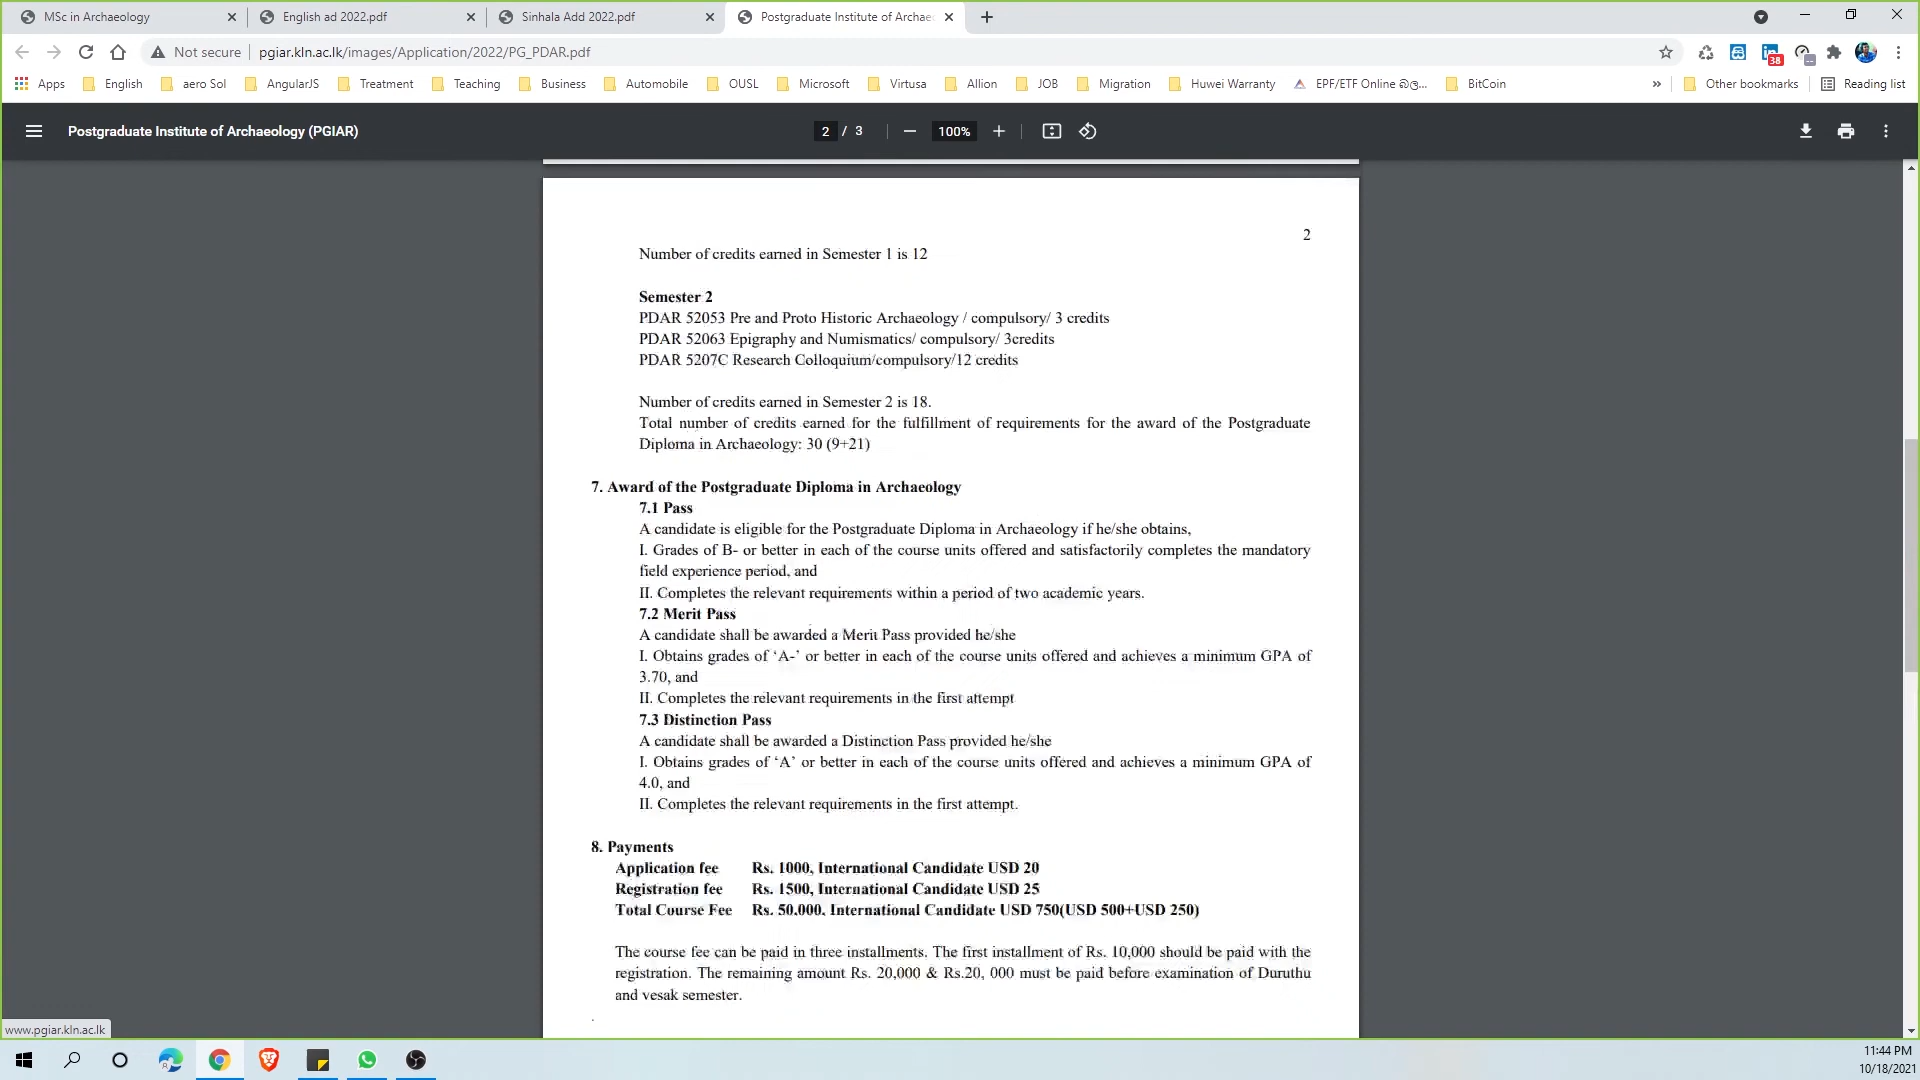 MSc in Archaeology
English ad 2022.pdf
Sinhala Add 2022.pdf
Postgraduate Institute of Archae
Not secure
pgiar.kln.ac.lk/images/Application/2022/PG_PDAR.pdf
38
Apps
English
aero Sol
AngularJS
Treatment
Teaching
Business
Automobile
OUSL
Microsoft
Virtusa
Allion
JOB
Migration
Huwei Warranty
EPF/ETF Online
BitCoin
»
Other bookmarks
Reading list
Postgraduate Institute of Archaeology (PGIAR)
2 / 3
100%
2
Number of credits earned in Semester 1 is 12
Semester 2
PDAR 52053 Pre and Proto Historic Archaeology / compulsory/ 3 credits
PDAR 52063 Epigraphy and Numismatics/ compulsory/ 3credits
PDAR 5207C Research Colloquium/compulsory/12 credits
Number of credits earned in Semester 2 is 18.
Total number of credits earned for the fulfillment of requirements for the award of the Postgraduate
Diploma in Archaeology: 30 (9+21)
7. Award of the Postgraduate Diploma in Archaeology
7.1 Pass
A candidate is eligible for the Postgraduate Diploma in Archaeology if he/she obtains,
I. Grades of B- or better in each of the course units offered and satisfactorily completes the mandatory
field experience period, and
II. Completes the relevant requirements within a period of two academic years.
7.2 Merit Pass
A candidate shall be awarded a Merit Pass provided he/she
I. Obtains grades of ‘A-’ or better in each of the course units offered and achieves a minimum GPA of
3.70, and
II. Completes the relevant requirements in the first attempt
7.3 Distinction Pass
A candidate shall be awarded a Distinction Pass provided he/she
I. Obtains grades of ‘A’ or better in each of the course units offered and achieves a minimum GPA of
4.0, and
II. Completes the relevant requirements in the first attempt.
8. Payments
Application fee Rs. 1000, International Candidate USD 20
Registration fee Rs. 1500, International Candidate USD 25
Total Course Fee Rs. 50,000, International Candidate USD 750(USD 500+USD 250)
The course fee can be paid in three installments. The first installment of Rs. 10,000 should be paid with the
registration. The remaining amount Rs. 20,000 & Rs.20, 000 must be paid before examination of Duruthu
and vesak semester.
.
www.pgiar.kln.ac.lk
11:44 PM
10/18/2021